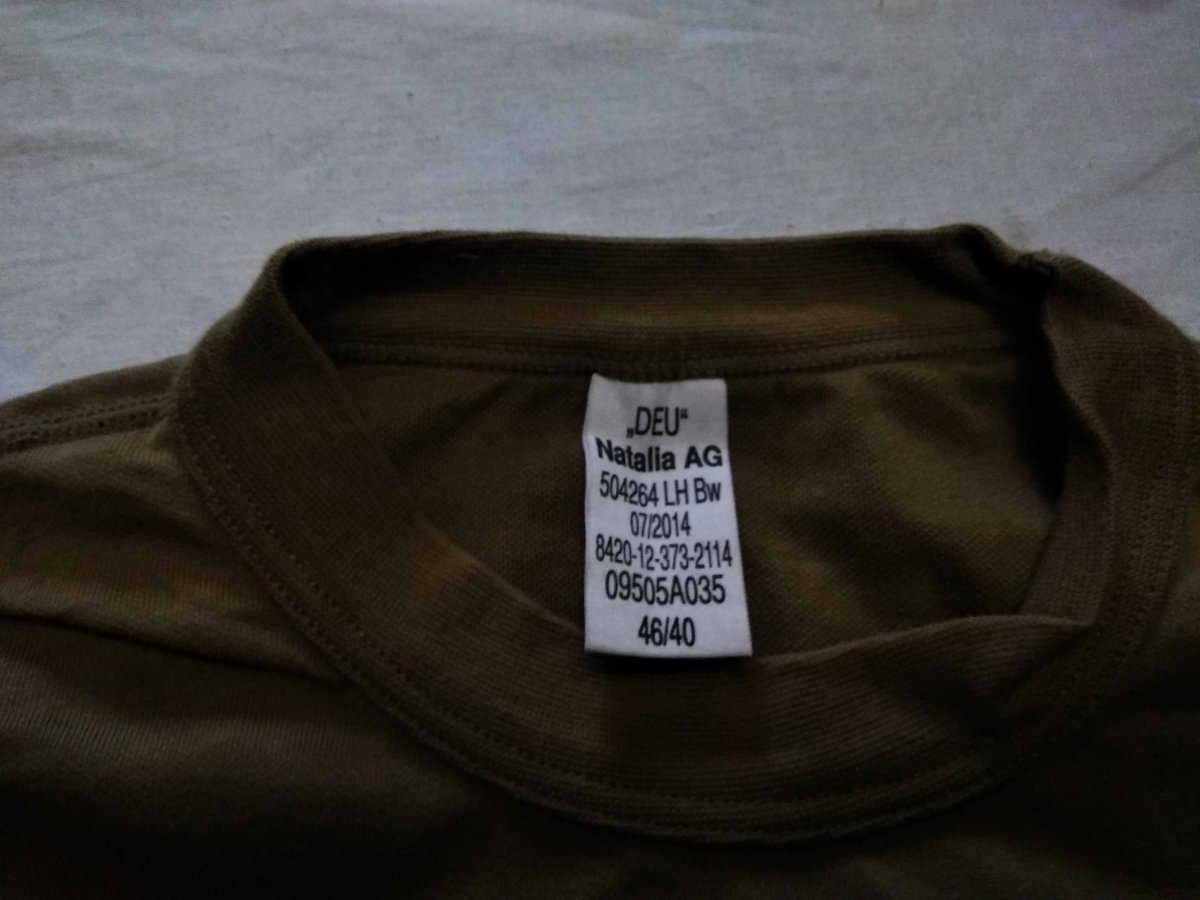 „DEU“
Natalia AG
504264 LH Bw
07/2014
8420-12-373-2114
09505A035
46/40